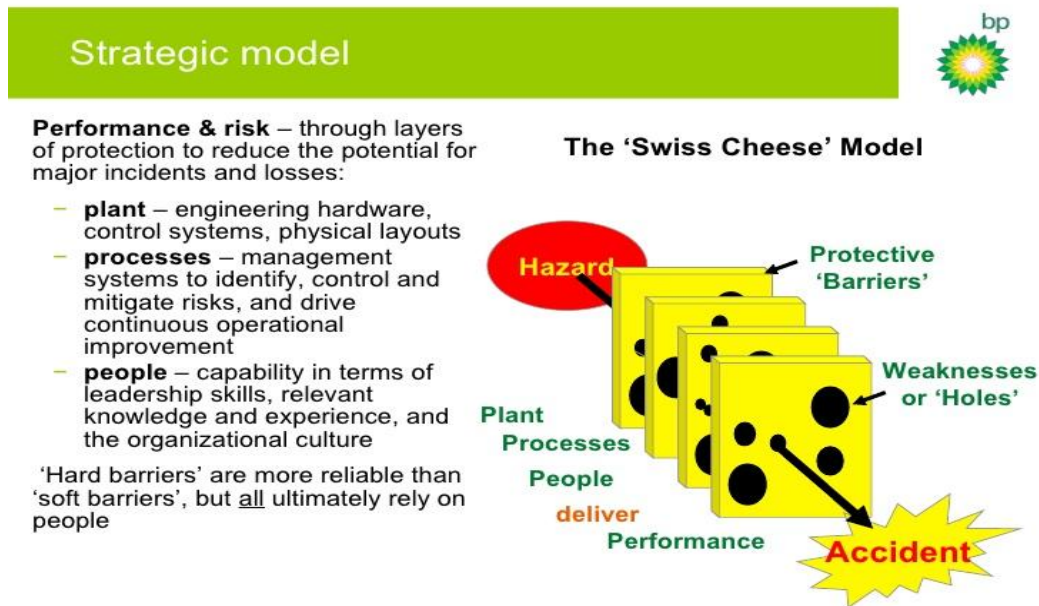 Strategic model
bp
Performance & risk – through layers
of protection to reduce the potential for
major incidents and losses:
– plant – engineering hardware,
control systems, physical layouts
– processes – management
systems to identify, control and
mitigate risks, and drive
continuous operational
improvement
– people – capability in terms of
leadership skills, relevant
knowledge and experience, and
the organizational culture
‘Hard barriers’ are more reliable than
‘soft barriers’, but all ultimately rely on
people
The ‘Swiss Cheese’ Model
Hazard
Protective
‘Barriers’
Weaknesses
or ‘Holes’
Plant
Processes
People
deliver
Performance
Accident